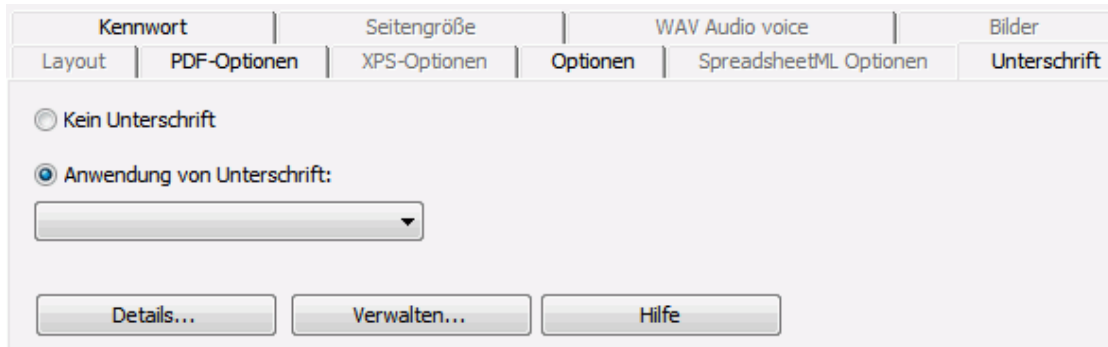 Kennwort Seitengröße WAV Audio voice Bilder
Layout PDF-Optionen XPS-Optionen Optionen SpreadsheetML Optionen Unterschrift
Kein Unterschrift
Anwendung von Unterschrift:
Details... Verwalten... Hilfe